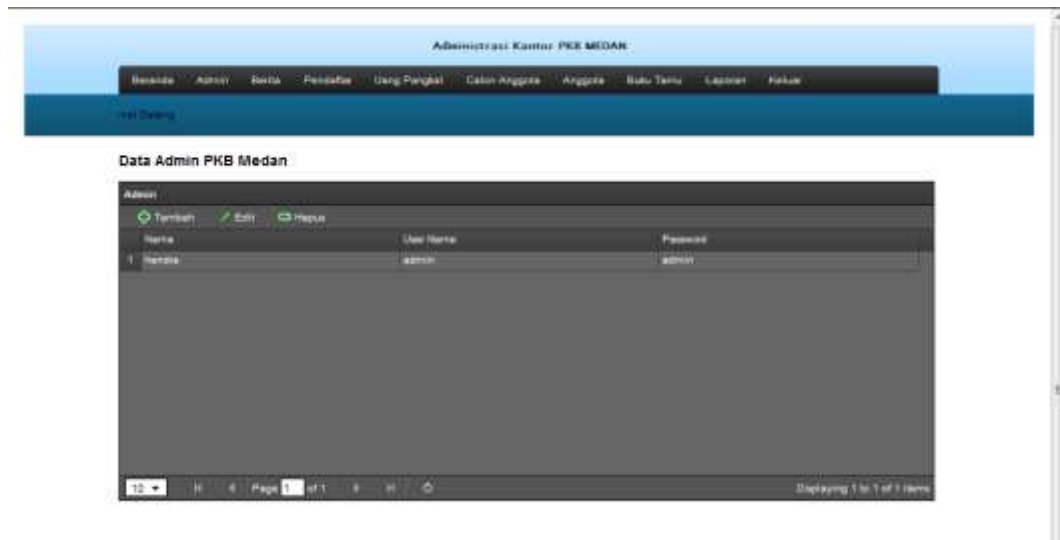 Administrasi Kantor PKB MEDAN
Beranda Admin Berita Pendaftar Uang Pangkal Calon Anggota Anggota Buku Tamu Laporan Keluar
Data Admin PKB Medan
Admin
Tambah Edit Hapus
Nama User Name Password
1 Hendra admin admin
10 Page 1 of 1 Displaying 1 to 1 of 1 items